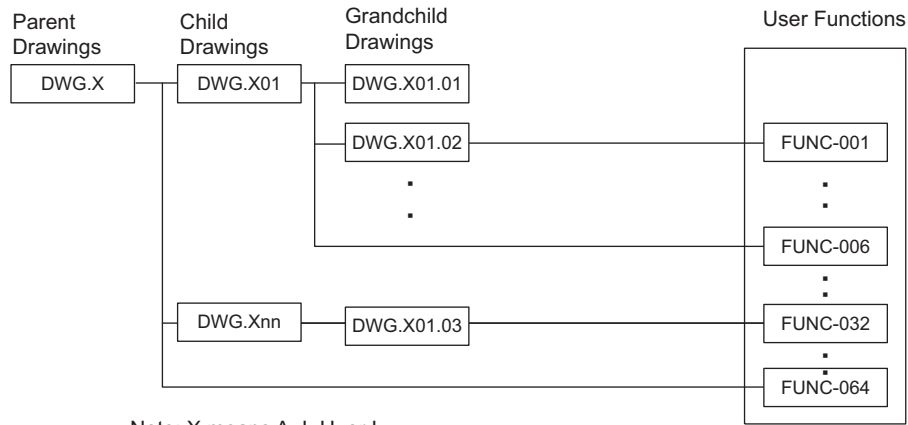 Parent
Drawings
Child
Drawings
Grandchild
Drawings
User Functions
DWG.X
DWG.X01
DWG.X01.01
DWG.X01.02
FUNC-001
FUNC-006
DWG.Xnn
DWG.X01.03
FUNC-032
FUNC-064